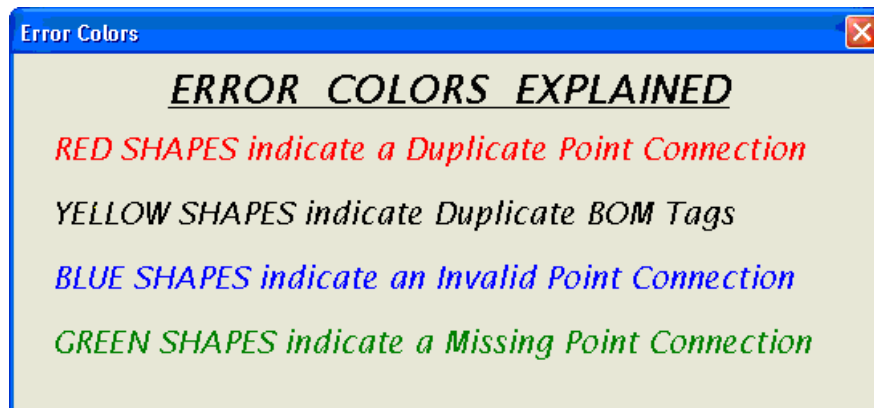 Error Colors
ERROR COLORS EXPLAINED
RED SHAPES indicate a Duplicate Point Connection
YELLOW SHAPES indicate Duplicate BOM Tags
BLUE SHAPES indicate an Invalid Point Connection
GREEN SHAPES indicate a Missing Point Connection